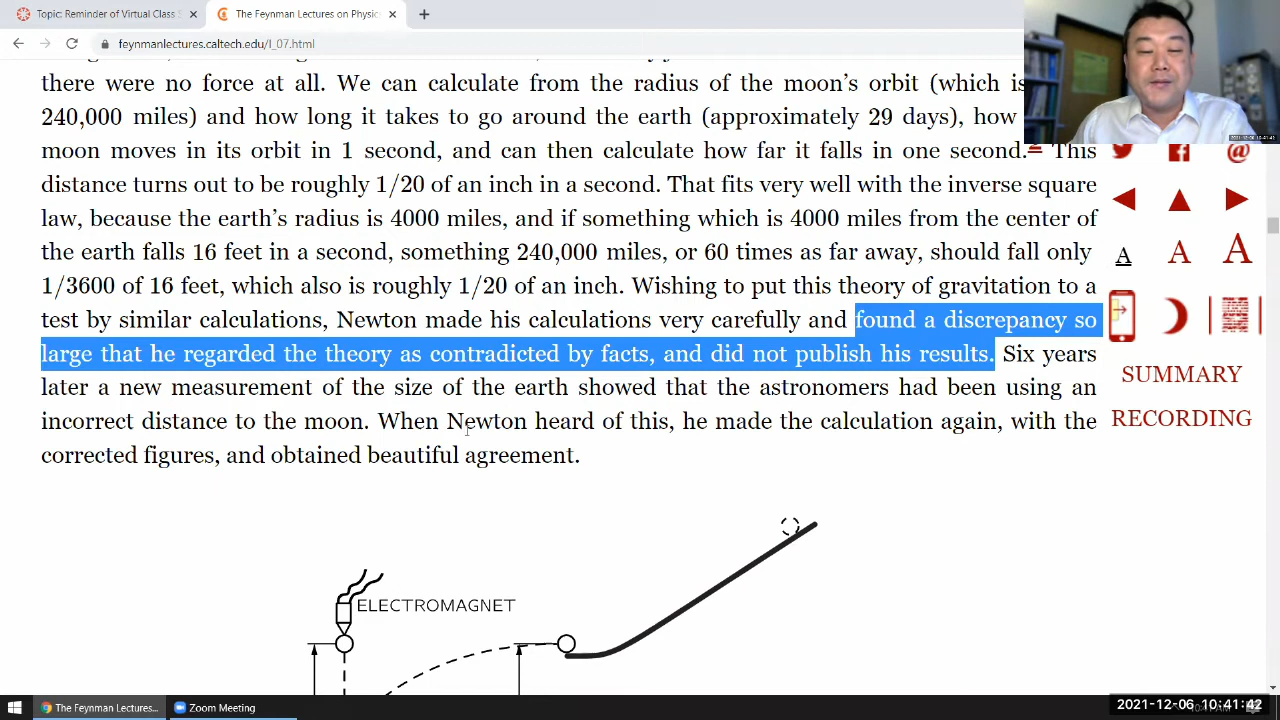 Topic: Reminder of Virtual Class
The Feynman Lectures on Physic
feynmanlectures.caltech.edu/I_07.html
there were no force at all. We can calculate from the radius of the moon’s orbit (which is
240,000 miles) and how long it takes to go around the earth (approximately 29 days), how
moon moves in its orbit in 1 second, and can then calculate how far it falls in one second. This
distance turns out to be roughly 1/20 of an inch in a second. That fits very well with the inverse square
law, because the earth’s radius is 4000 miles, and if something which is 4000 miles from the center of
the earth falls 16 feet in a second, something 240,000 miles, or 60 times as far away, should fall only
1/3600 of 16 feet, which also is roughly 1/20 of an inch. Wishing to put this theory of gravitation to a
test by similar calculations, Newton made his calculations very carefully and found a discrepancy so
large that he regarded the theory as contradicted by facts, and did not publish his results. Six years
later a new measurement of the size of the earth showed that the astronomers had been using an
incorrect distance to the moon. When Newton heard of this, he made the calculation again, with the
corrected figures, and obtained beautiful agreement.
ELECTROMAGNET
A A A
SUMMARY
RECORDING
2021-12-06 10:41:42
The Feynman Lectures...
Zoom Meeting
2021-12-06 10:41:42